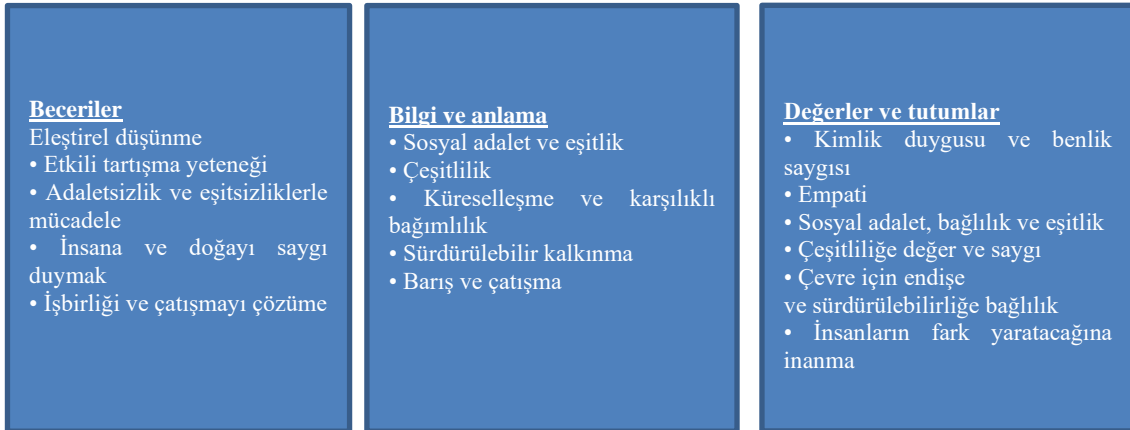 Beceriler
Eleştirel düşünme
• Etkili tartışma yeteneği
• Adaletsizlik ve eşitsizliklerle
mücadele
• İnsana ve doğayı saygı
duymak
• İşbirliği ve çatışmayı çözüme
Bilgi ve anlama
• Sosyal adalet ve eşitlik
• Çeşitlilik
• Küreselleşme ve karşılıklı
bağımlılık
• Sürdürülebilir kalkınma
• Barış ve çatışma
Değerler ve tutumlar
• Kimlik duygusu ve benlik
saygısı
• Empati
• Sosyal adalet, bağlılık ve eşitlik
• Çeşitliliğe değer ve saygı
• Çevre için endişe
ve sürdürülebilirliğe bağlılık
• İnsanların fark yaratacağına
inanma